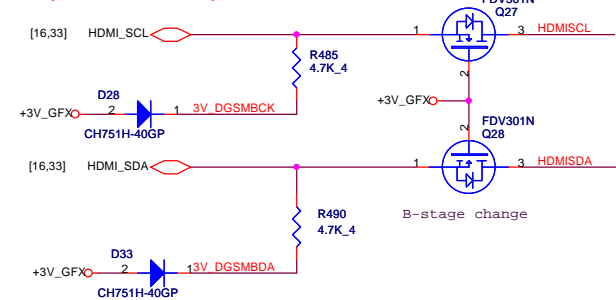 FDV301N
Q27
[16,33] HDMI_SCL 1 3 HDMISCL
R485
4.7K_4
2
D28
+3V_GFX 2 1 3V_DGSMBCK
+3V_GFX
CH751H-40GP
FDV301N
Q28
2
[16,33] HDMI_SDA 1 3 HDMISDA
R490
4.7K_4
B-stage change
D33
+3V_GFX 2 1 3V_DGSMBDA
CH751H-40GP